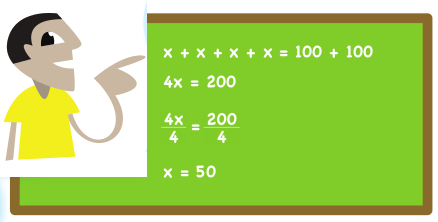 x + x + x + x = 100 + 100
4x = 200
4x/4 = 200/4
x = 50